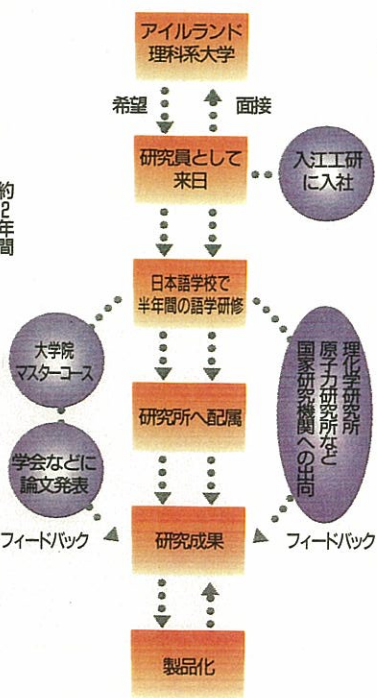 アイルランド
理科系大学
希望
面接
研究員として
来日
入江工研
に入社
約2年間
日本語学校で
半年間の語学研修
大学院
マスターコース
理化学研究所
原子力研究所など
国家研究機関への出向
研究所へ配属
学会などに
論文発表
フィードバック
研究成果
フィードバック
製品化